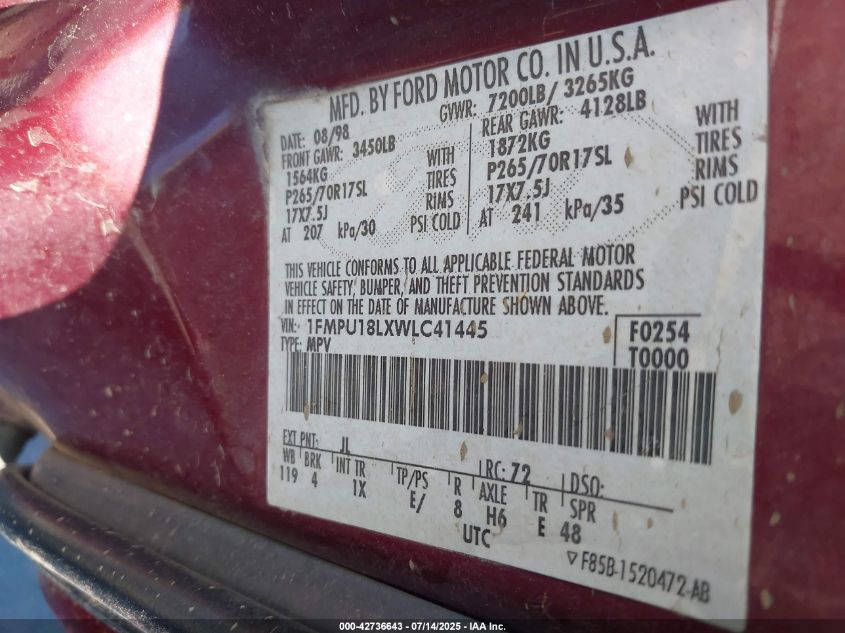 MFD. BY FORD MOTOR CO. IN U.S.A.
DATE: 08/98 GVWR: 7200LB/ 3265KG
FRONT GAWR: 3450LB REAR GAWR: 4128LB
1564KG WITH 1872KG WITH
P265/70R17SL TIRES P265/70R17SL TIRES
17X7.5J RIMS 17X7.5J RIMS
AT 207 kPa/30 PSI COLD AT 241 kPa/35 PSI COLD
THIS VEHICLE CONFORMS TO ALL APPLICABLE FEDERAL MOTOR
VEHICLE SAFETY, BUMPER, AND THEFT PREVENTION STANDARDS
IN EFFECT ON THE DATE OF MANUFACTURE SHOWN ABOVE.
VIN: 1FMPU18LXWLC41445 F0254
TYPE: MPV T0000
EXT PNT: JL RC: 72 DSO:
WB BRK INT TR TP/PS R AXLE TR SPR
119 4 1X E/ 8 H6 E 48
UTC
▽F85B-1520472-AB
000-42736643 / 07/14/2025 - IAA Inc.